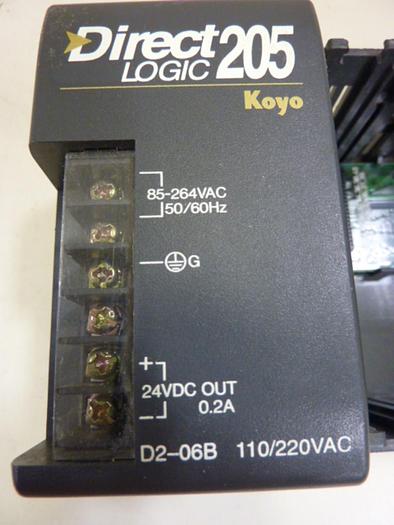 Direct 205
LOGIC
Koyo
85-264VAC
50/60Hz
G
+
24VDC OUT
0.2A
−
D2-06B 110/220VAC